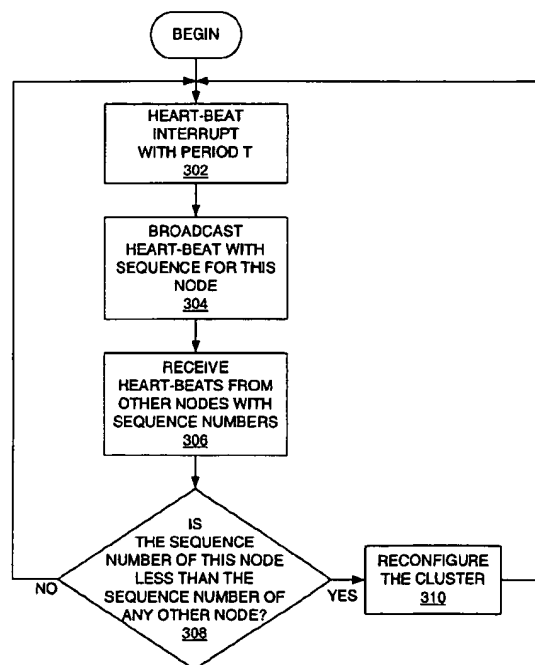 BEGIN
HEART-BEAT
INTERRUPT
WITH PERIOD T
302
BROADCAST
HEART-BEAT WITH
SEQUENCE FOR THIS
NODE
304
RECEIVE
HEART-BEATS FROM
OTHER NODES WITH
SEQUENCE NUMBERS
306
IS
THE SEQUENCE
NUMBER OF THIS NODE
LESS THAN THE
SEQUENCE NUMBER OF
ANY OTHER NODE?
308
NO
YES
RECONFIGURE
THE CLUSTER
310